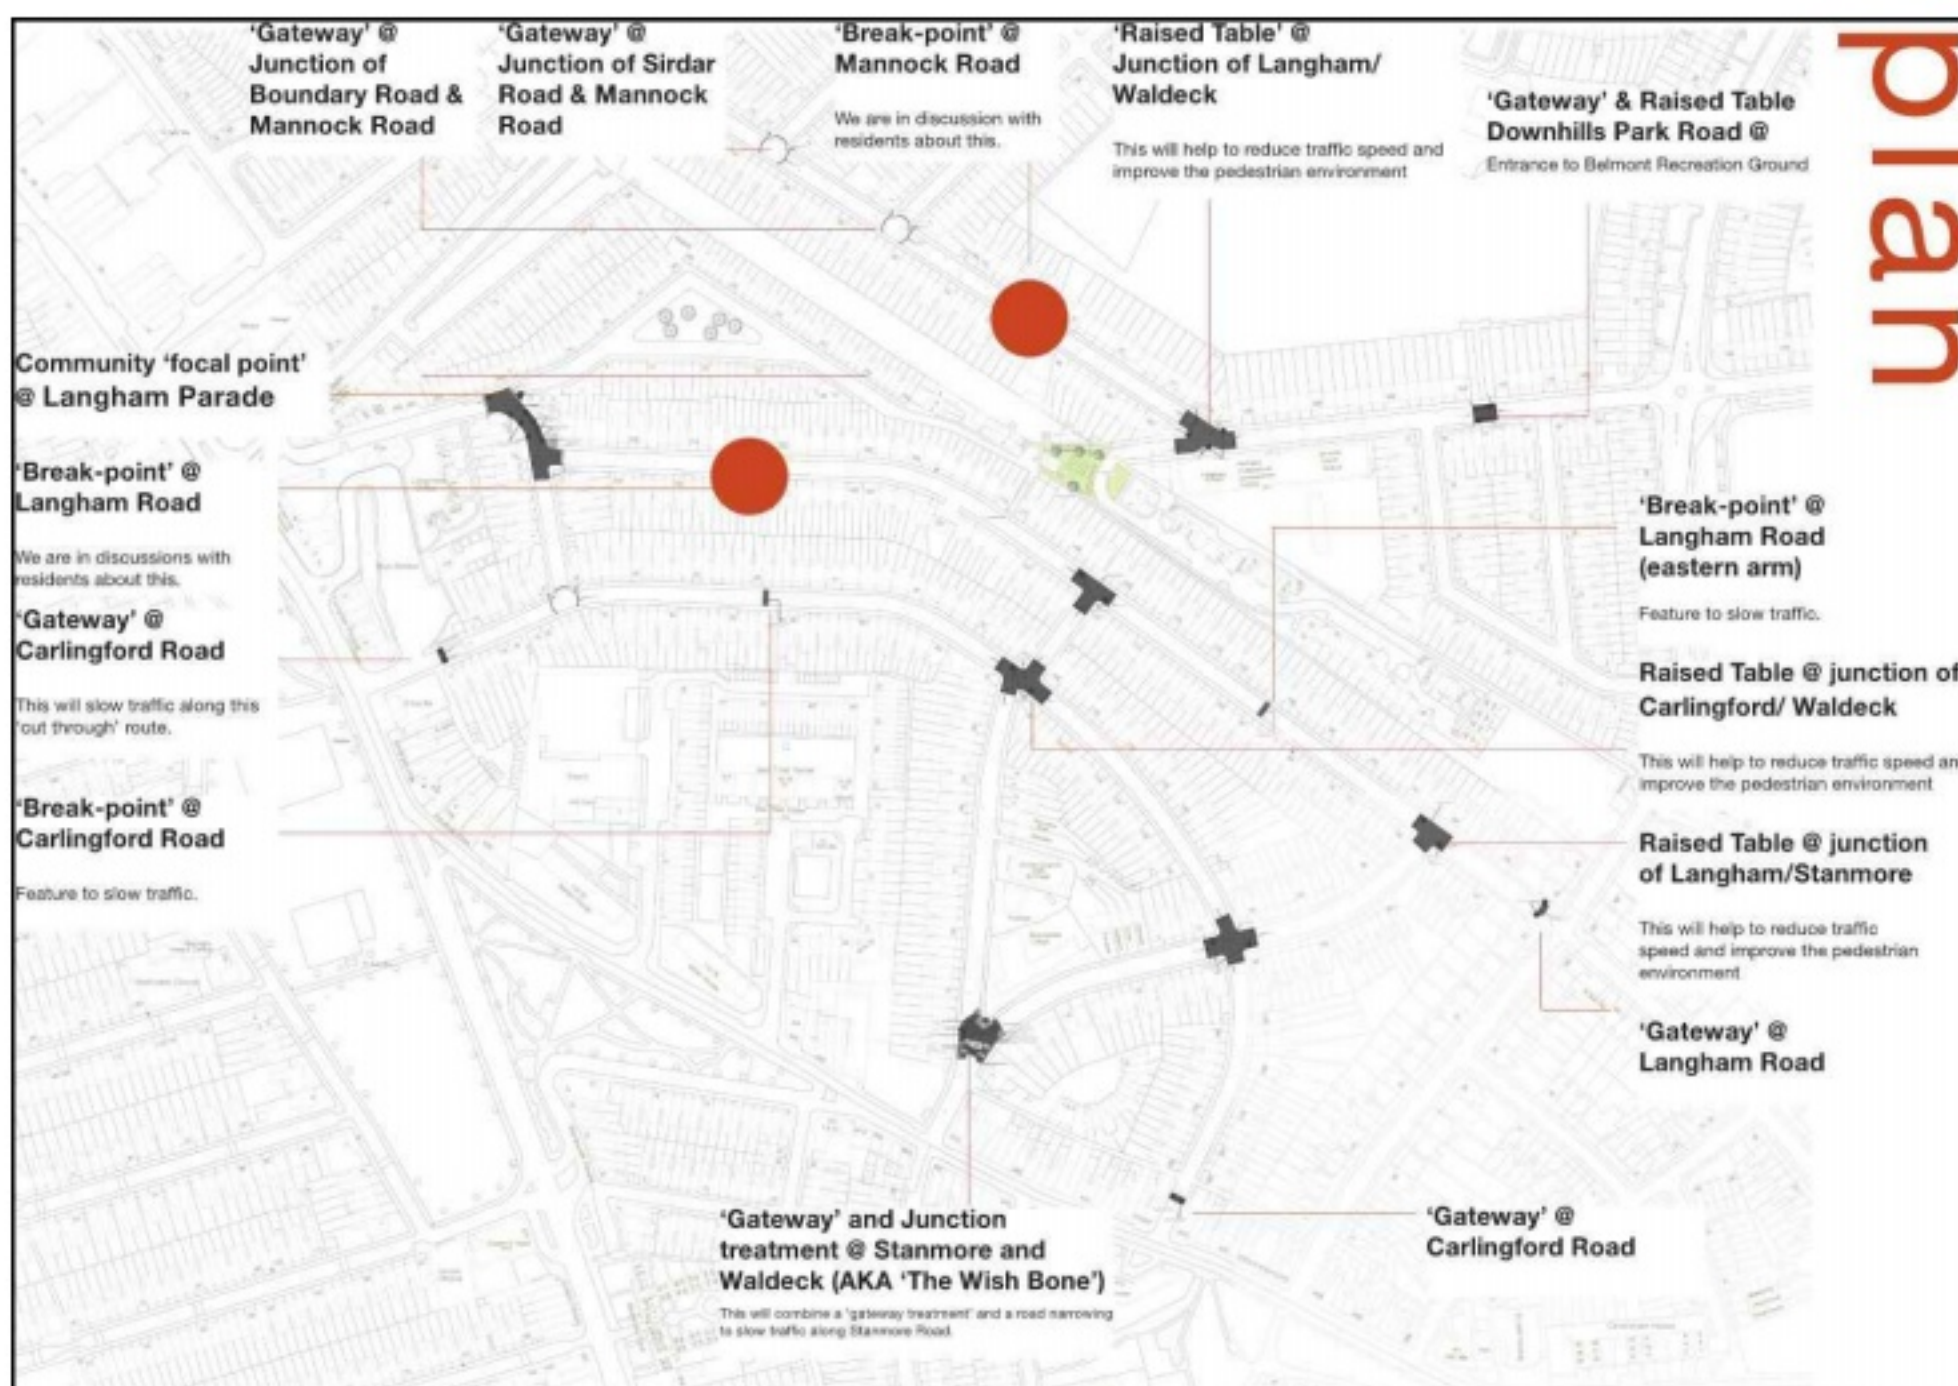 ‘Gateway’ @
Junction of
Boundary Road &
Mannock Road
‘Gateway’ @
Junction of Sirdar
Road & Mannock
Road
‘Break-point’ @
Mannock Road
We are in discussion with
residents about this.
‘Raised Table’ @
Junction of Langham/
Waldeck
This will help to reduce traffic speed and
improve the pedestrian environment
‘Gateway’ & Raised Table
Downhills Park Road @
Entrance to Belmont Recreation Ground
plan
Community ‘focal point’
@ Langham Parade
‘Break-point’ @
Langham Road
We are in discussions with
residents about this.
‘Gateway’ @
Carlingford Road
This will slow traffic along this
‘cut through’ route.
‘Break-point’ @
Carlingford Road
Feature to slow traffic.
‘Break-point’ @
Langham Road
(eastern arm)
Feature to slow traffic.
Raised Table @ junction of
Carlingford/ Waldeck
This will help to reduce traffic speed an
improve the pedestrian environment
Raised Table @ junction
of Langham/Stanmore
This will help to reduce traffic
speed and improve the pedestrian
environment
‘Gateway’ @
Langham Road
‘Gateway’ and Junction
treatment @ Stanmore and
Waldeck (AKA ‘The Wish Bone’)
This will combine a ‘gateway treatment’ and a road narrowing
to slow traffic along Stanmore Road.
‘Gateway’ @
Carlingford Road